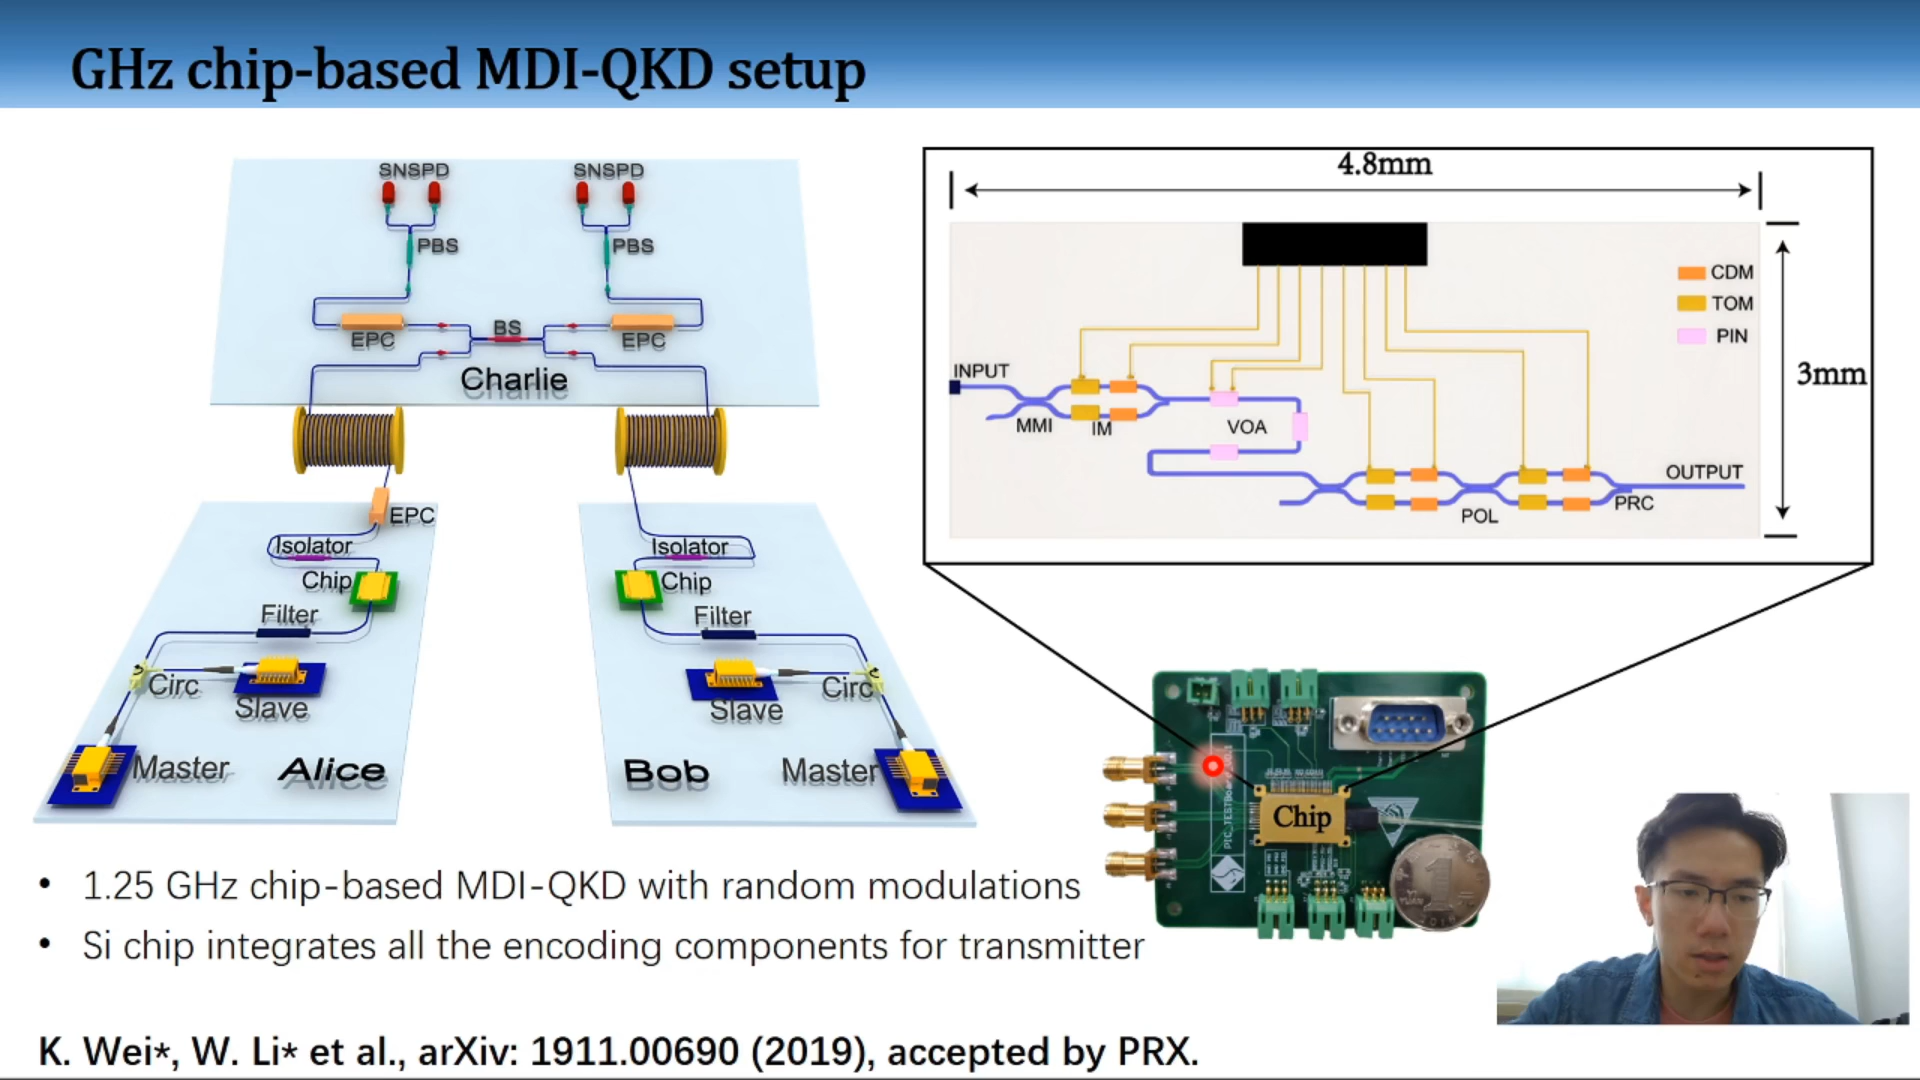 GHz chip-based MDI-QKD setup
SNSPD
SNSPD
PBS
PBS
EPC
BS
EPC
Charlie
EPC
Isolator
Chip
Filter
Circ
Slave
Master
Alice
Isolator
Chip
Filter
Circ
Slave
Bob
Master
4.8mm
CDM
TOM
PIN
3mm
INPUT
MMI
IM
VOA
OUTPUT
POL
PRC
Chip
• 1.25 GHz chip-based MDI-QKD with random modulations
• Si chip integrates all the encoding components for transmitter
K. Wei*, W. Li* et al., arXiv: 1911.00690 (2019), accepted by PRX.